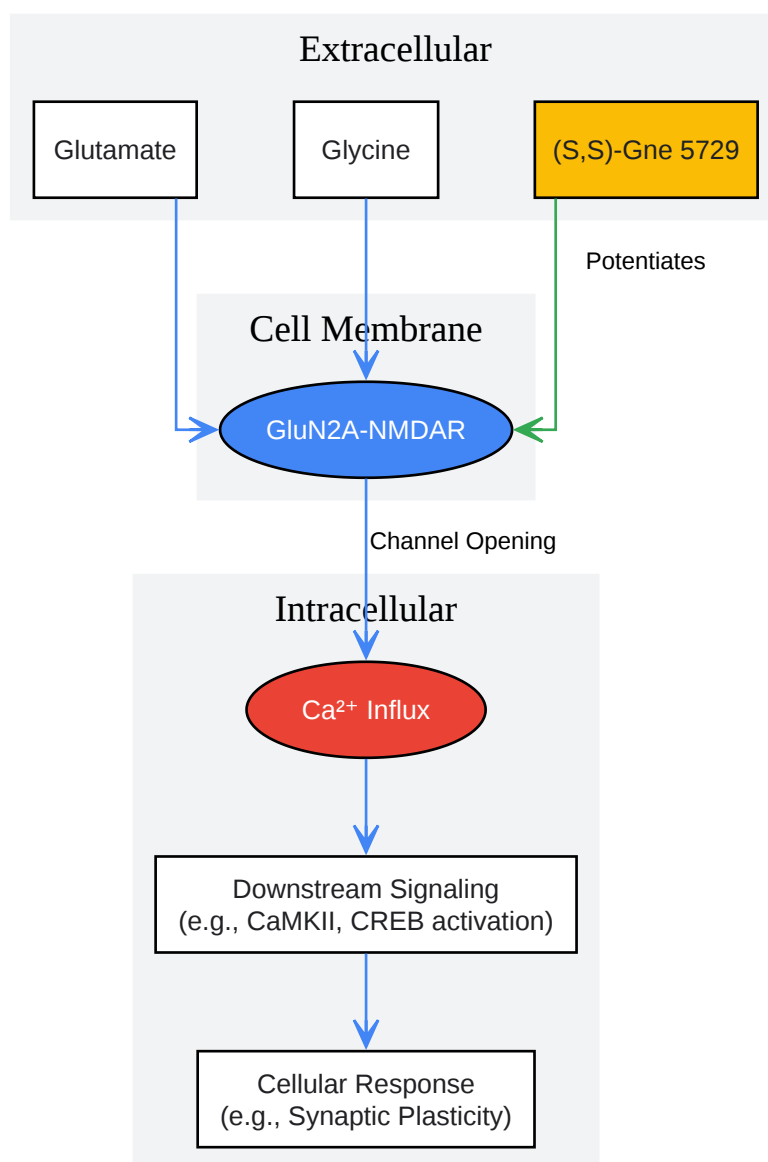 Extracellular
Glutamate
Glycine
(S,S)-Gne 5729
Potentiates
Cell Membrane
GluN2A-NMDAR
Channel Opening
Intracellular
Ca²⁺ Influx
Downstream Signaling
(e.g., CaMKII, CREB activation)
Cellular Response
(e.g., Synaptic Plasticity)